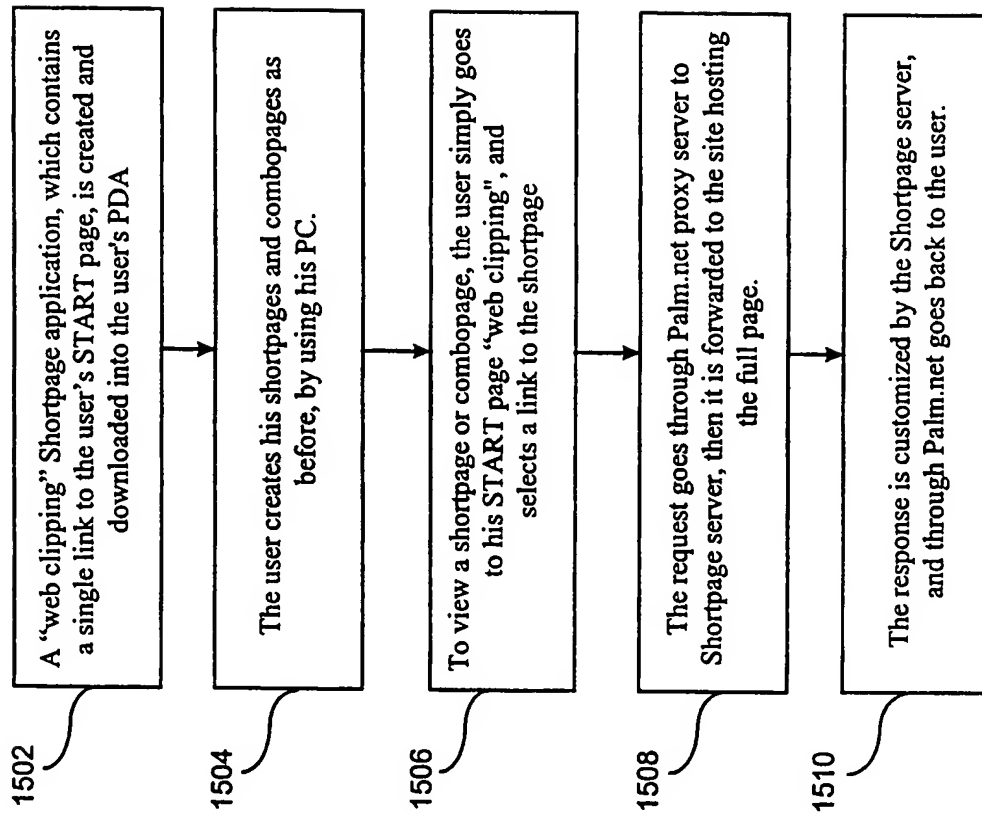 1502
A “web clipping” Shortpage application, which contains
a single link to the user's START page, is created and
downloaded into the user's PDA
1504
The user creates his shortpages and combopages as
before, by using his PC.
1506
To view a shortpage or combopage, the user simply goes
to his START page “web clipping", and
selects a link to the shortpage
1508
The request goes through Palm.net proxy server to
Shortpage server, then it is forwarded to the site hosting
the full page.
1510
The response is customized by the Shortpage server,
and through Palm.net goes back to the user.